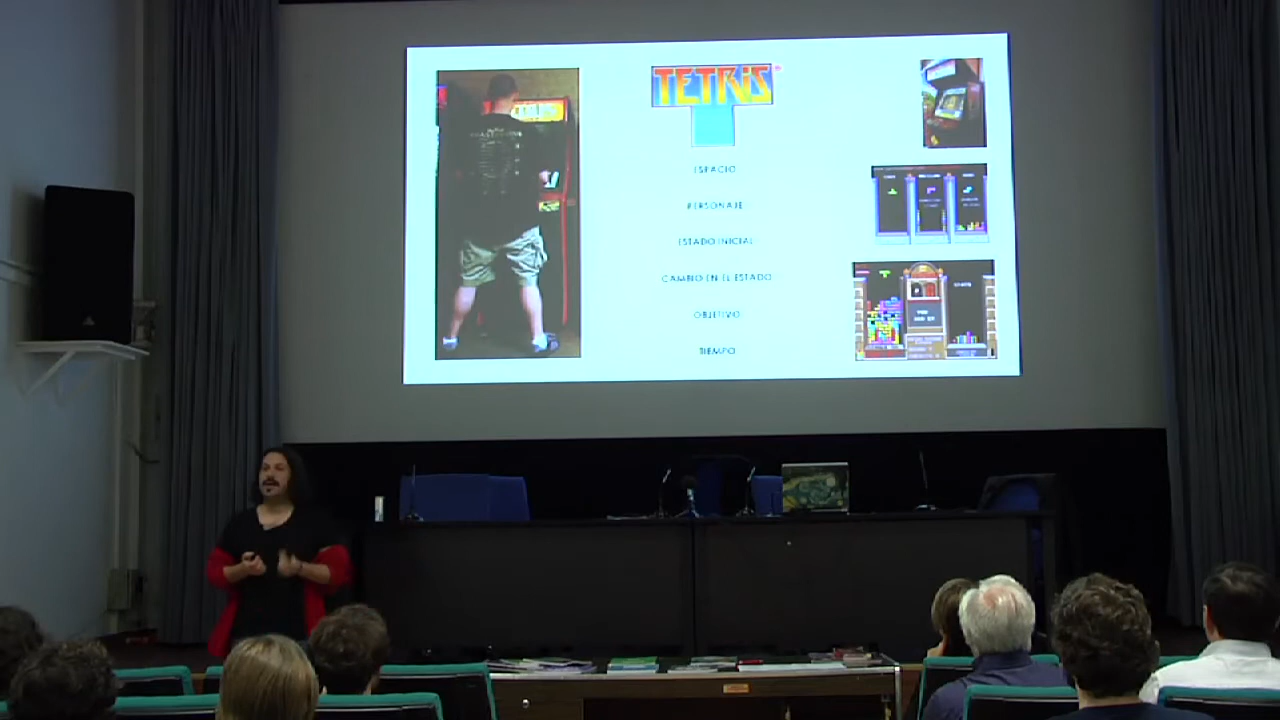 TETRIS
ESPACIO
PERSONAJE
ESTADO INICIAL
CAMBIO EN EL ESTADO
OBJETIVO
TIEMPO